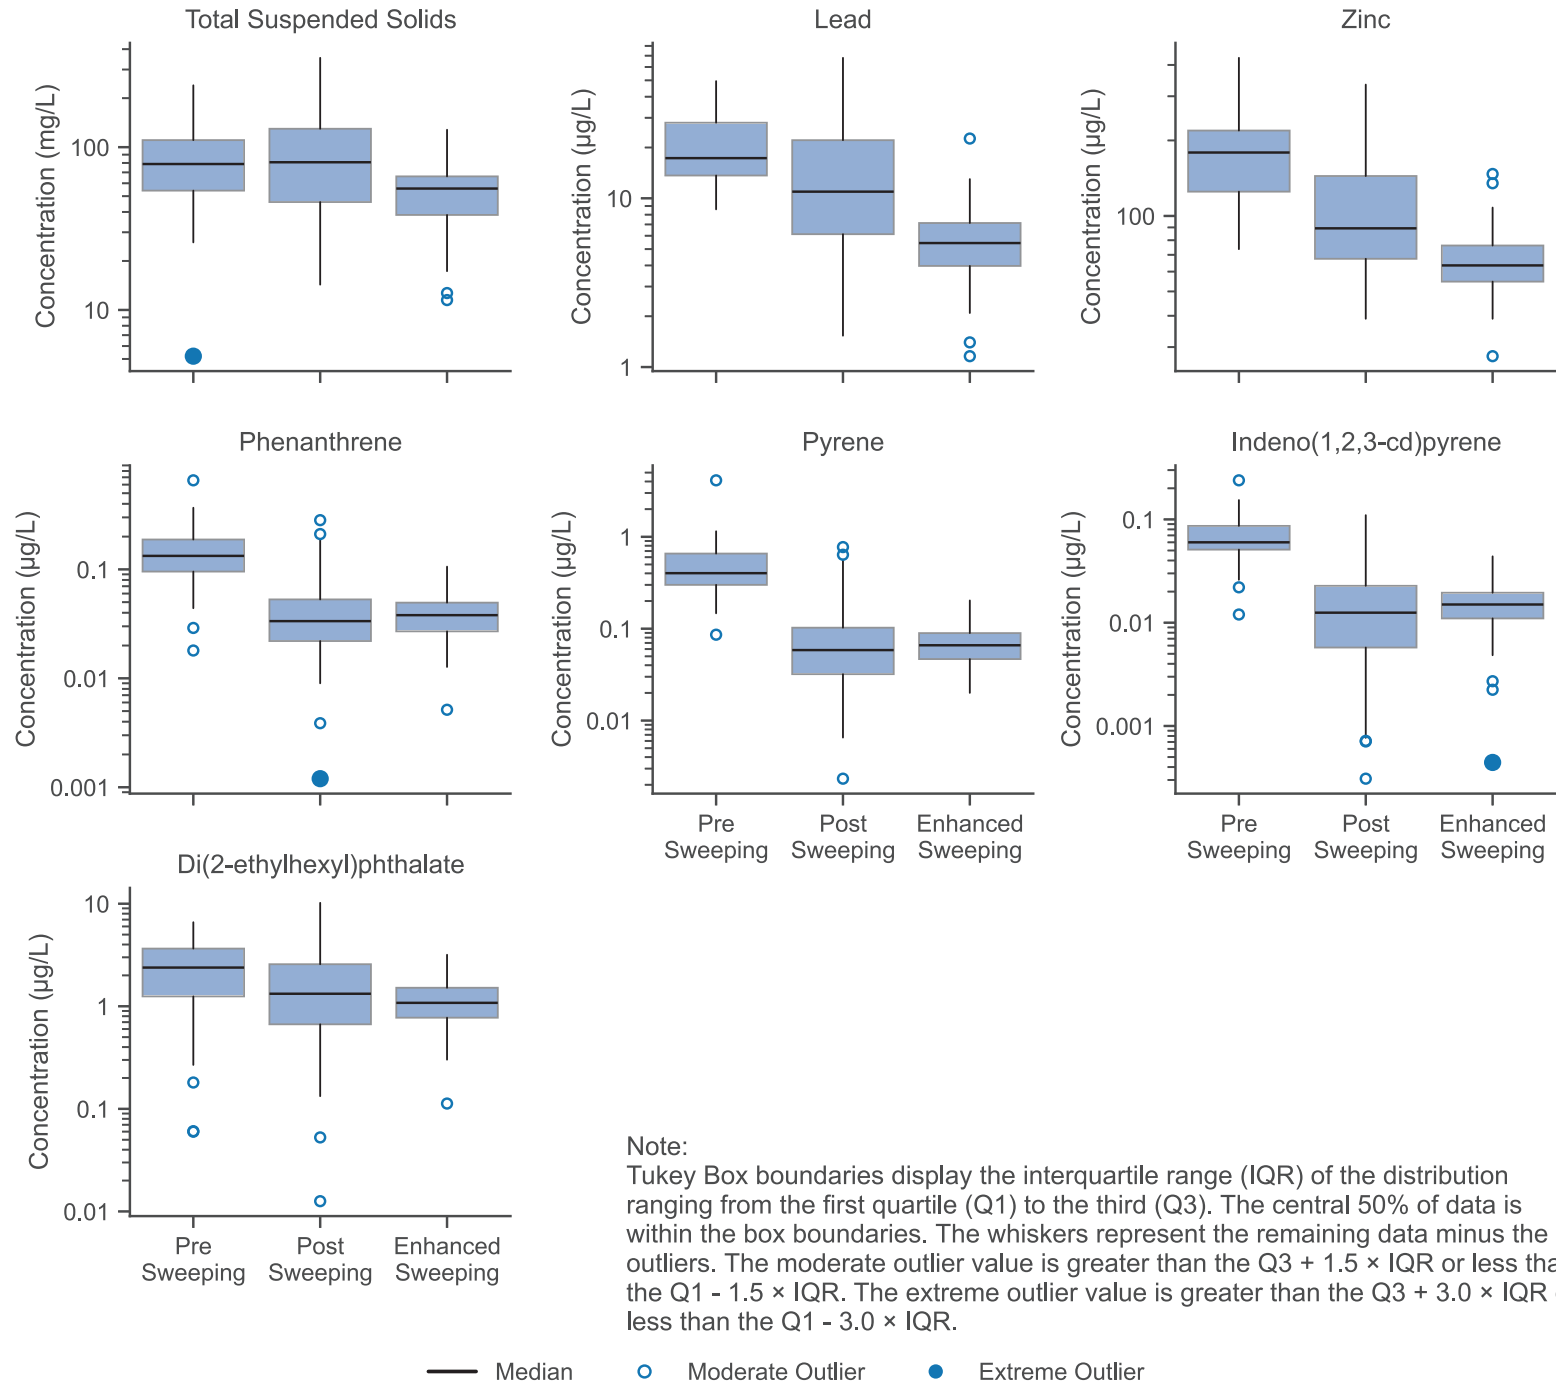 Total Suspended Solids
Concentration (mg/L)
100
10
Lead
Concentration (µg/L)
10
1
Zinc
Concentration (µg/L)
100
Phenanthrene
Concentration (µg/L)
0.1
0.01
0.001
Pyrene
Concentration (µg/L)
1
0.1
0.01
Pre
Sweeping
Post
Sweeping
Enhanced
Sweeping
Indeno(1,2,3-cd)pyrene
Concentration (µg/L)
0.1
0.01
0.001
Pre
Sweeping
Post
Sweeping
Enhanced
Sweeping
Di(2-ethylhexyl)phthalate
Concentration (µg/L)
10
1
0.1
0.01
Pre
Sweeping
Post
Sweeping
Enhanced
Sweeping
Note:
Tukey Box boundaries display the interquartile range (IQR) of the distribution
ranging from the first quartile (Q1) to the third (Q3). The central 50% of data is
within the box boundaries. The whiskers represent the remaining data minus the
outliers. The moderate outlier value is greater than the Q3 + 1.5 × IQR or less
the Q1 - 1.5 × IQR. The extreme outlier value is greater than the Q3 + 3.0 × IQR
less than the Q1 - 3.0 × IQR.
Median
Moderate Outlier
Extreme Outlier